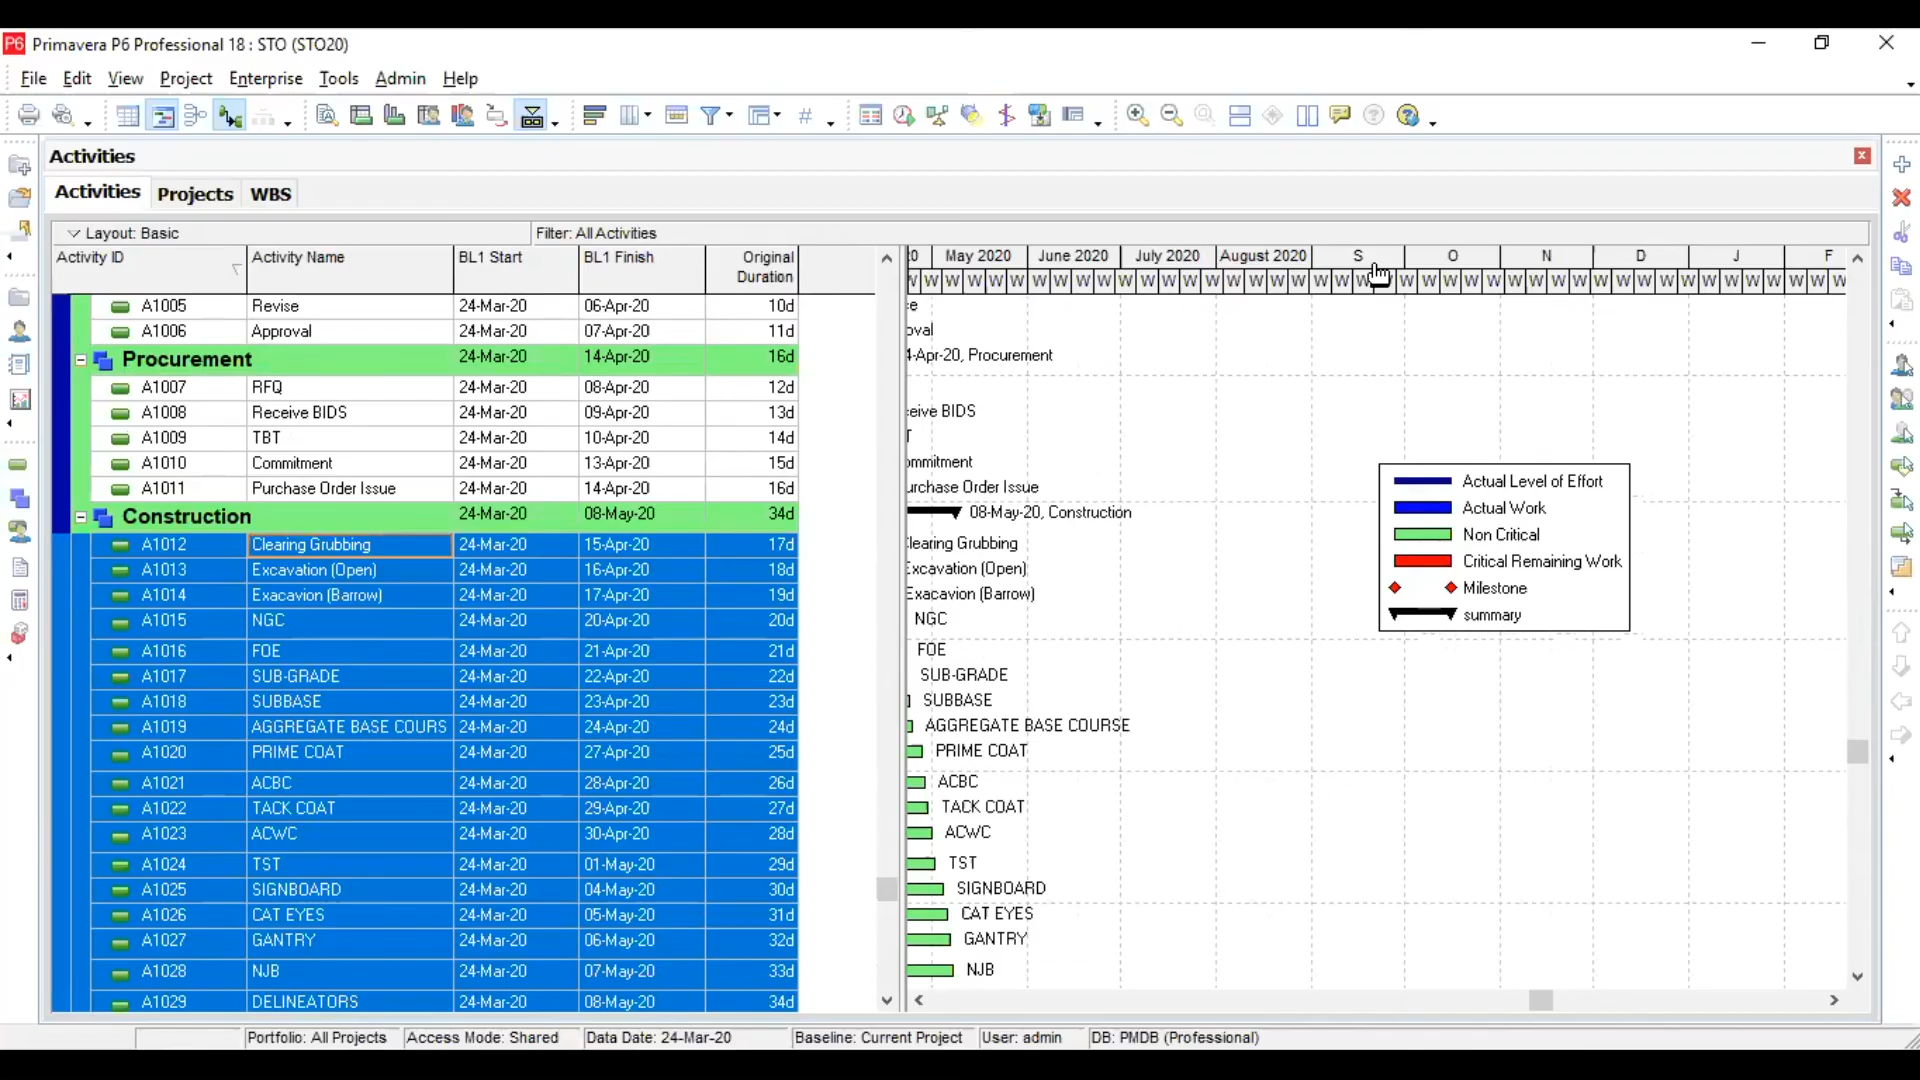 P6 Primavera P6 Professional 18 : STO (STO20)
File Edit View Project Enterprise Tools Admin Help
Activities
Activities Projects WBS
Layout: Basic Filter: All Activities
Activity ID Activity Name BL1 Start BL1 Finish Original Duration
20 May 2020 June 2020 July 2020 August 2020 S O N D J F
W W W W W W W W W W W W W W W W W W W W W W W W W W W W W W W W W W W W W W W W W W W
A1005 Revise 24-Mar-20 06-Apr-20 10d
A1006 Approval 24-Mar-20 07-Apr-20 11d
Procurement 24-Mar-20 14-Apr-20 16d 4-Apr-20, Procurement
A1007 RFQ 24-Mar-20 08-Apr-20 12d
A1008 Receive BIDS 24-Mar-20 09-Apr-20 13d ceive BIDS
A1009 TBT 24-Mar-20 10-Apr-20 14d T
A1010 Commitment 24-Mar-20 13-Apr-20 15d ommitment
A1011 Purchase Order Issue 24-Mar-20 14-Apr-20 16d urchase Order Issue
Construction 24-Mar-20 08-May-20 34d 08-May-20, Construction
A1012 Clearing Grubbing 24-Mar-20 15-Apr-20 17d Clearing Grubbing
A1013 Excavation (Open) 24-Mar-20 16-Apr-20 18d Excavation (Open)
A1014 Exacavion (Barrow) 24-Mar-20 17-Apr-20 19d Exacavion (Barrow)
A1015 NGC 24-Mar-20 20-Apr-20 20d NGC
A1016 FOE 24-Mar-20 21-Apr-20 21d FOE
A1017 SUB-GRADE 24-Mar-20 22-Apr-20 22d SUB-GRADE
A1018 SUBBASE 24-Mar-20 23-Apr-20 23d SUBBASE
A1019 AGGREGATE BASE COURS 24-Mar-20 24-Apr-20 24d AGGREGATE BASE COURSE
A1020 PRIME COAT 24-Mar-20 27-Apr-20 25d PRIME COAT
A1021 ACBC 24-Mar-20 28-Apr-20 26d ACBC
A1022 TACK COAT 24-Mar-20 29-Apr-20 27d TACK COAT
A1023 ACWC 24-Mar-20 30-Apr-20 28d ACWC
A1024 TST 24-Mar-20 01-May-20 29d TST
A1025 SIGNBOARD 24-Mar-20 04-May-20 30d SIGNBOARD
A1026 CAT EYES 24-Mar-20 05-May-20 31d CAT EYES
A1027 GANTRY 24-Mar-20 06-May-20 32d GANTRY
A1028 NJB 24-Mar-20 07-May-20 33d NJB
A1029 DELINEATORS 24-Mar-20 08-May-20 34d
Actual Level of Effort
Actual Work
Non Critical
Critical Remaining Work
Milestone
summary
Portfolio: All Projects Access Mode: Shared Data Date: 24-Mar-20 Baseline: Current Project User: admin DB: PMDB (Professional)